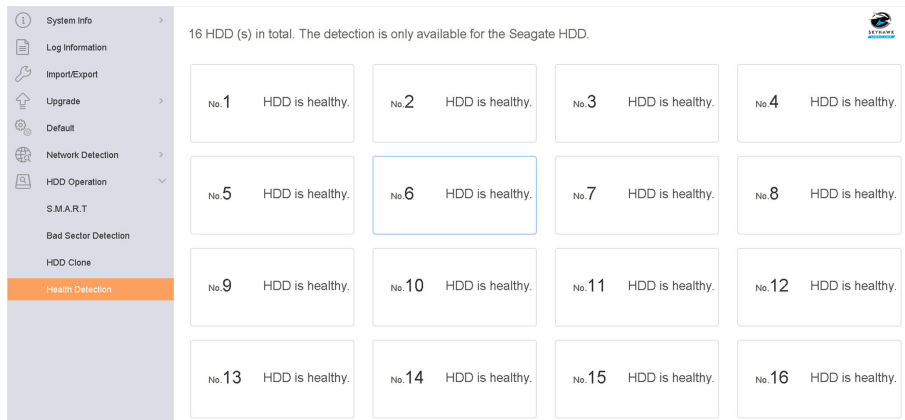 System Info
Log Information
Import/Export
Upgrade
Default
Network Detection
HDD Operation
S.M.A.R.T
Bad Sector Detection
HDD Clone
Health Detection
16 HDD (s) in total. The detection is only available for the Seagate HDD.
SKYHAWK
No.1 HDD is healthy.
No.2 HDD is healthy.
No.3 HDD is healthy.
No.4 HDD is healthy.
No.5 HDD is healthy.
No.6 HDD is healthy.
No.7 HDD is healthy.
No.8 HDD is healthy.
No.9 HDD is healthy.
No.10 HDD is healthy.
No.11 HDD is healthy.
No.12 HDD is healthy.
No.13 HDD is healthy.
No.14 HDD is healthy.
No.15 HDD is healthy.
No.16 HDD is healthy.